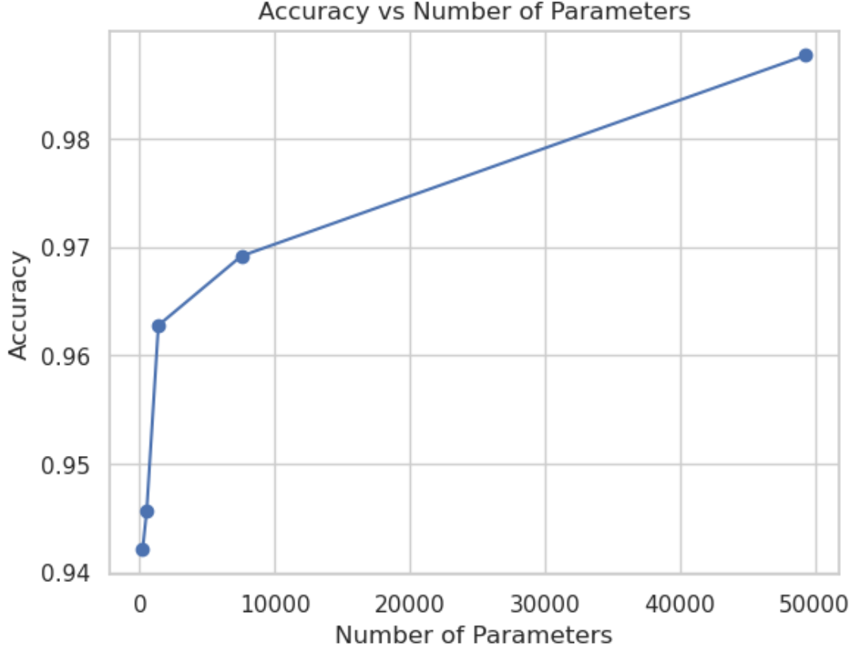 Accuracy vs Number of Parameters
Accuracy
0.98
0.97
0.96
0.95
0.94
0 10000 20000 30000 40000 50000
Number of Parameters